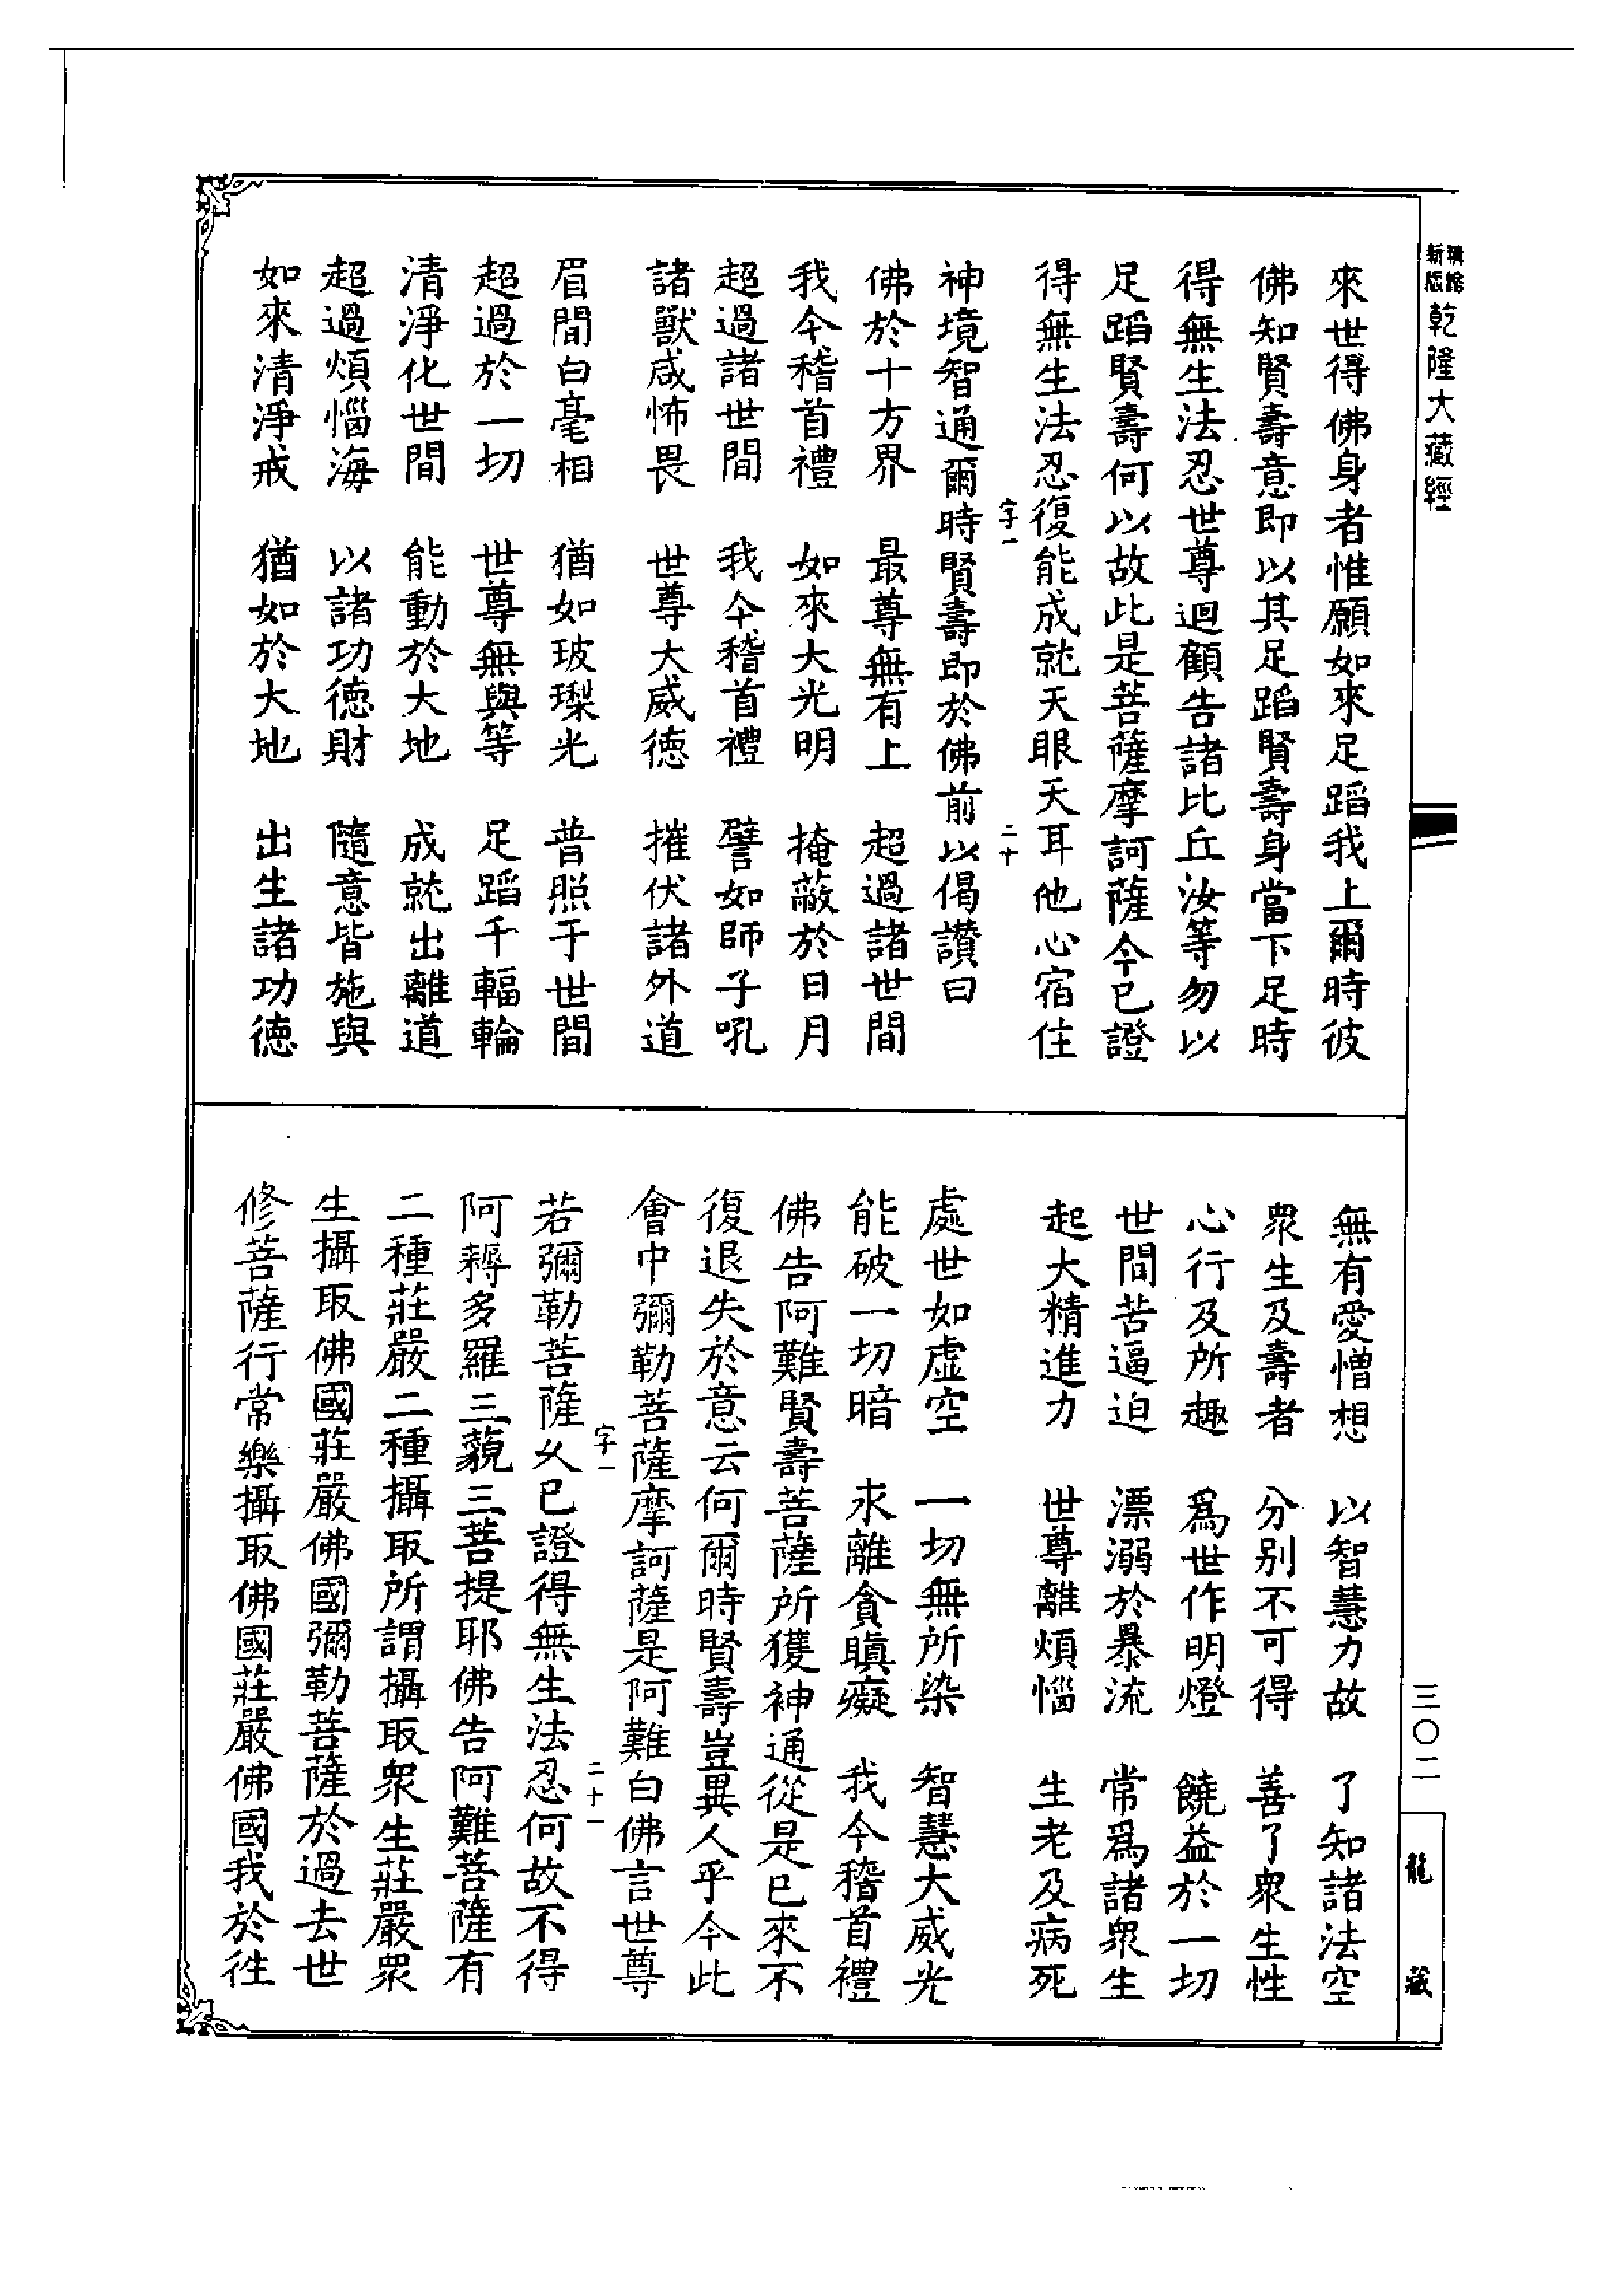 新版
乾隆大藏經
來世得佛身者惟願如來足蹈我上爾時彼
佛知賢壽意即以其足蹈賢壽身當下足時
得無生法忍世尊迴顧告諸比丘汝等勿以
足蹈賢壽何以故此是菩薩摩訶薩今已證
得無生法忍復能成就天眼天耳他心宿住
字一 二十
神境智通爾時賢壽即於佛前以偈讚曰
佛於十方界 最尊無有上 超過諸世間
我今稽首禮 如來大光明 掩蔽於日月
超過諸世間 我今稽首禮 譬如師子吼
諸獸咸怖畏 世尊大威德 摧伏諸外道
眉間白毫相 猶如玻瓈光 普照于世間
超過於一切 世尊無與等 足蹈千輻輪
清淨化世間 能動於大地 成就出離道
超過煩惱海 以諸功德財 隨意皆施與
如來清淨戒 猶如於大地 出生諸功德
無有愛憎想 以智慧力故 了知諸法空
眾生及壽者 分別不可得 善了眾生性
心行及所趣 為世作明燈 饒益於一切
世間苦逼迫 漂溺於暴流 常為諸眾生
起大精進力 世尊離煩惱 生老及病死
處世如虛空 一切無所染 智慧大威光
能破一切暗 求離貪瞋癡 我今稽首禮
佛告阿難賢壽菩薩所獲神通從是已來不
復退失於意云何爾時賢壽豈異人乎今此
會中彌勒菩薩摩訶薩是阿難白佛言世尊
字一 二十一
若彌勒菩薩久已證得無生法忍何故不得
阿耨多羅三藐三菩提耶佛告阿難菩薩有
二種莊嚴二種攝取所謂攝取眾生莊嚴眾
生攝取佛國莊嚴佛國彌勒菩薩於過去世
修菩薩行常樂攝取佛國莊嚴佛國我於往
三〇二
龍藏